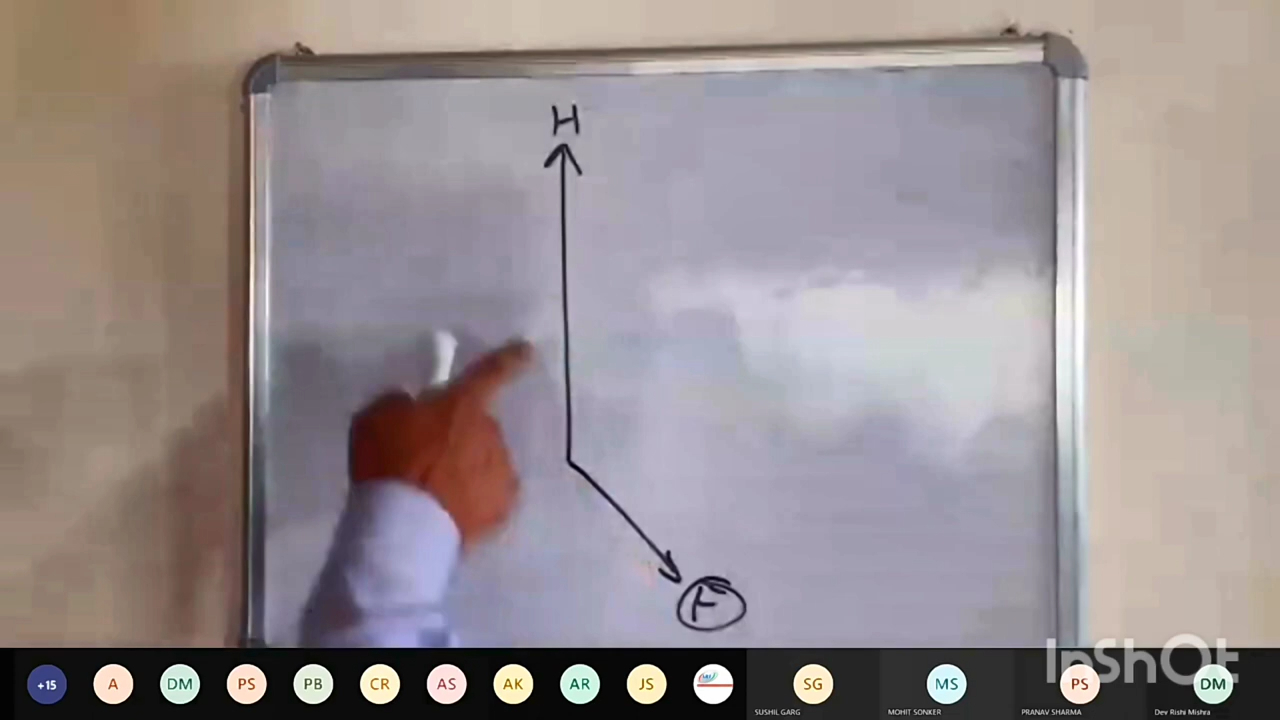 H
F
+15
A
DM
PS
PB
CR
AS
AK
AR
JS
SG
MS
PS
DM
SUSHIL GARG
MOHIT SONKER
PRANAV SHARMA
Dev Rishi Mishra
InShOt